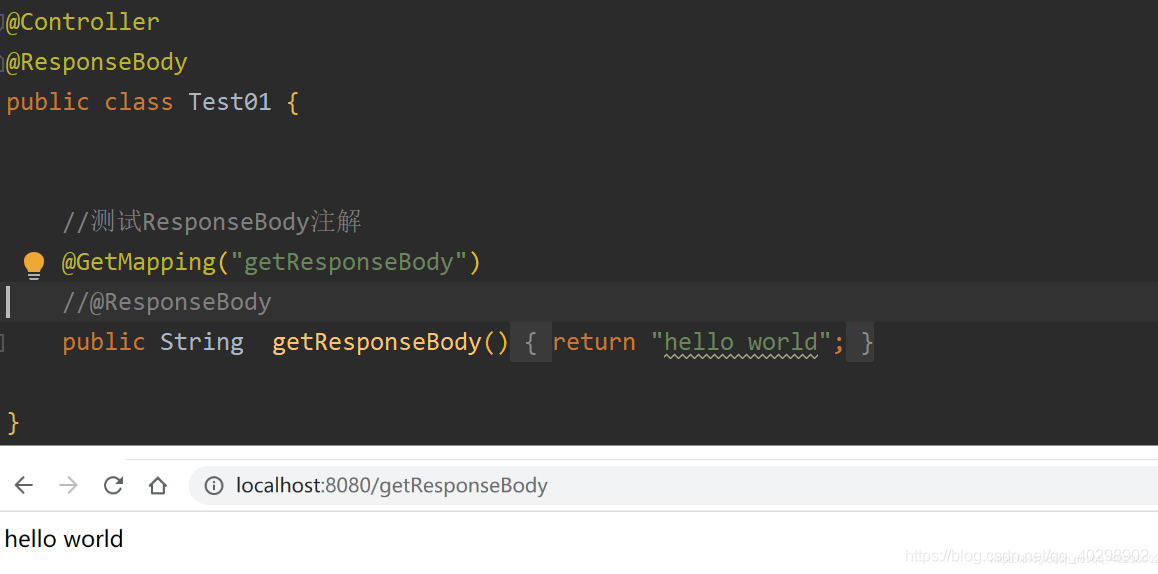 @Controller
@ResponseBody
public class Test01 {
//测试ResponseBody注解
@GetMapping("getResponseBody")
//@ResponseBody
public String  getResponseBody() { return "hello world"; }
}
localhost:8080/getResponseBody
hello world
https://blog.csdn.net/qq_40298902